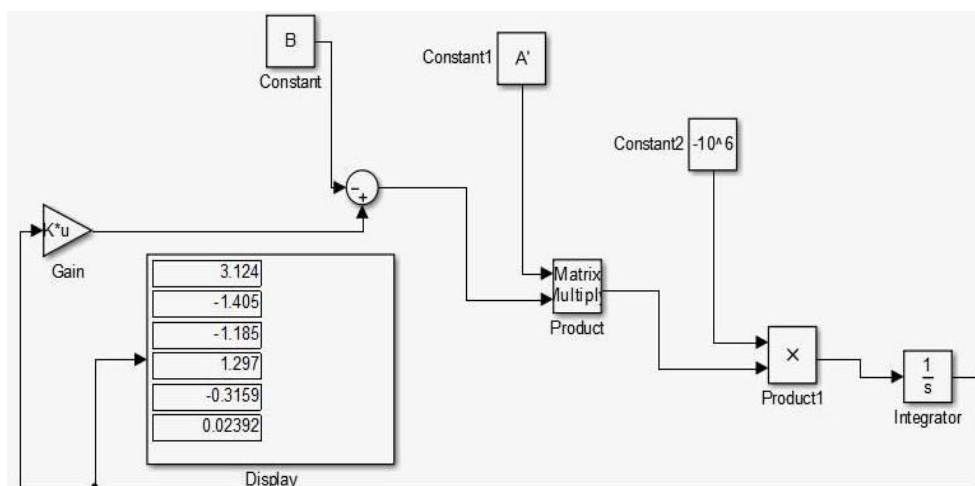 B
Constant
Constant1
A'
Constant2
-10^6
K*u
Gain
-
+
3.124
-1.405
-1.185
1.297
-0.3159
0.02392
Display
Matrix
Multiply
Product
×
Product1
1
s
Integrator